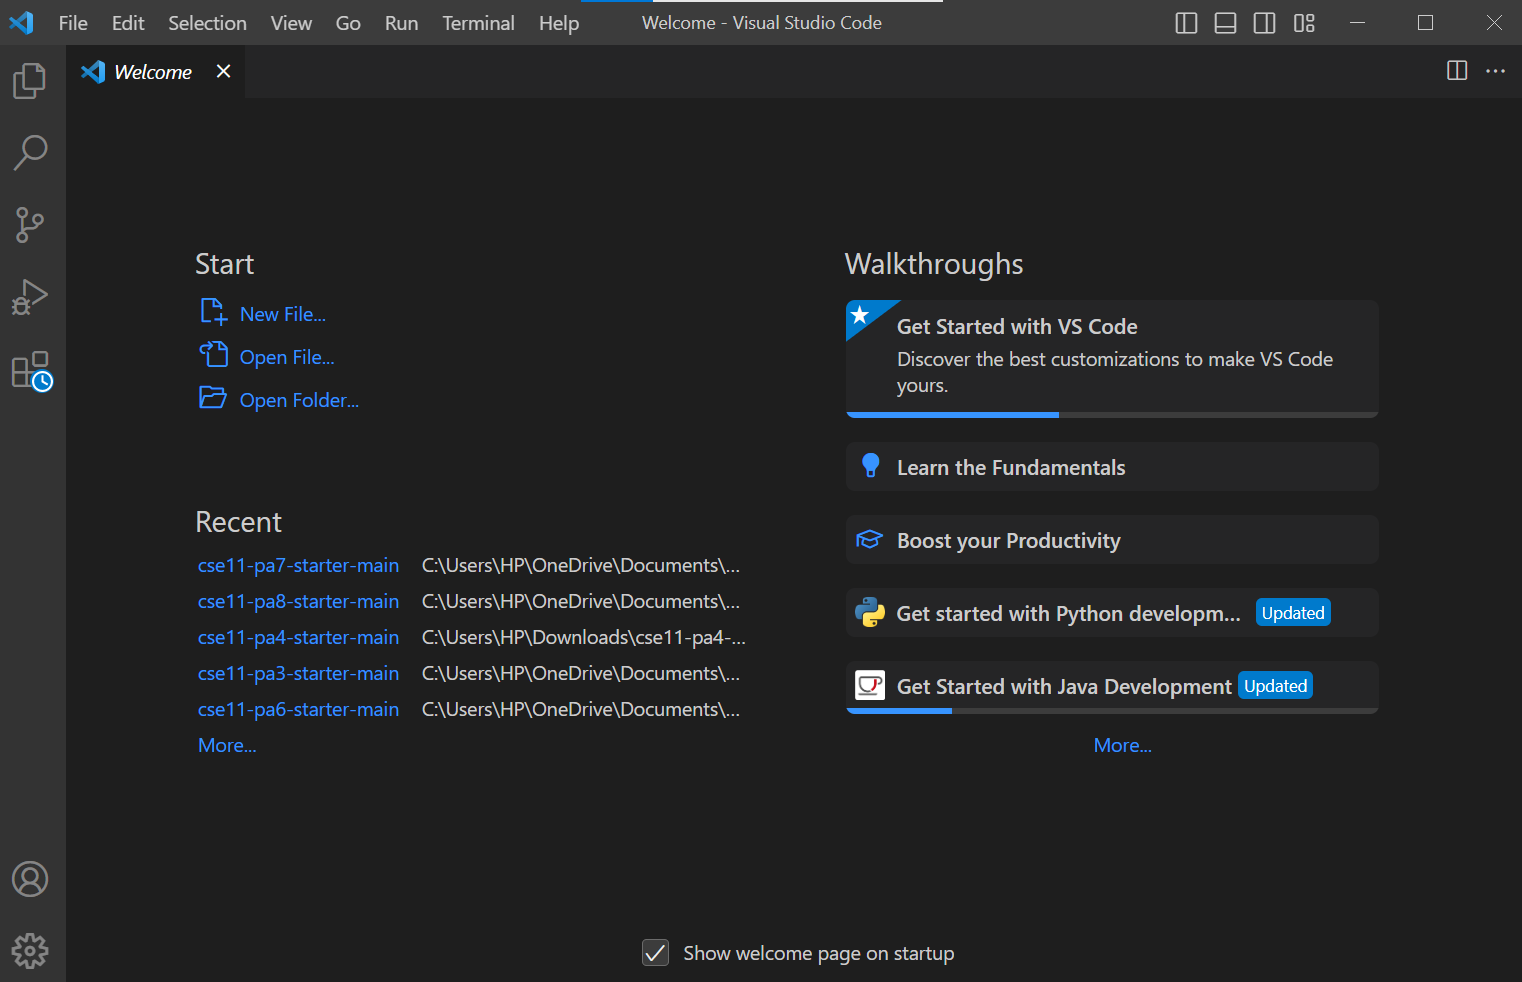 File Edit Selection View Go Run Terminal Help Welcome - Visual Studio Code
Welcome
Start
New File...
Open File...
Open Folder...
Recent
cse11-pa7-starter-main C:\Users\HP\OneDrive\Documents\...
cse11-pa8-starter-main C:\Users\HP\OneDrive\Documents\...
cse11-pa4-starter-main C:\Users\HP\Downloads\cse11-pa4-...
cse11-pa3-starter-main C:\Users\HP\OneDrive\Documents\...
cse11-pa6-starter-main C:\Users\HP\OneDrive\Documents\...
More...
Walkthroughs
Get Started with VS Code
Discover the best customizations to make VS Code
yours.
Learn the Fundamentals
Boost your Productivity
Get started with Python developm... Updated
Get Started with Java Development Updated
More...
Show welcome page on startup